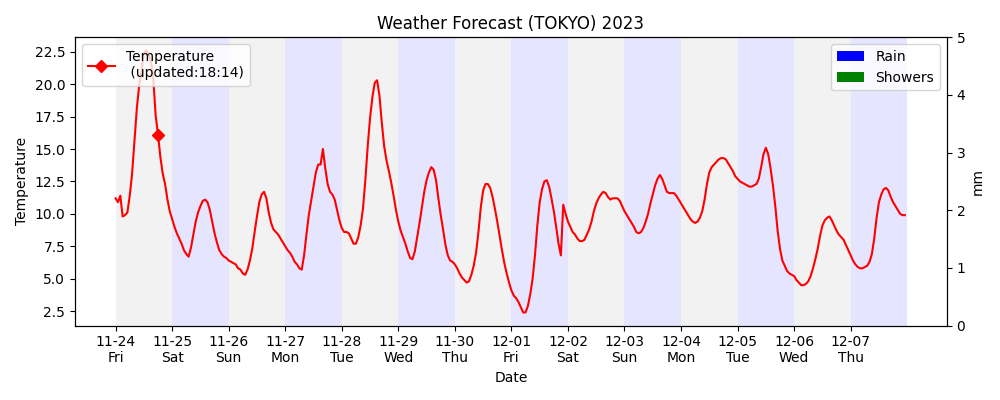 Weather Forecast (TOKYO) 2023
Temperature
(updated:18:14)
Rain
Showers
22.5
20.0
17.5
15.0
12.5
10.0
7.5
5.0
2.5
Temperature
5
4
3
2
1
0
mm
11-24 11-25 11-26 11-27 11-28 11-29 11-30 12-01 12-02 12-03 12-04 12-05 12-06 12-07
Fri Sat Sun Mon Tue Wed Thu Fri Sat Sun Mon Tue Wed Thu
Date